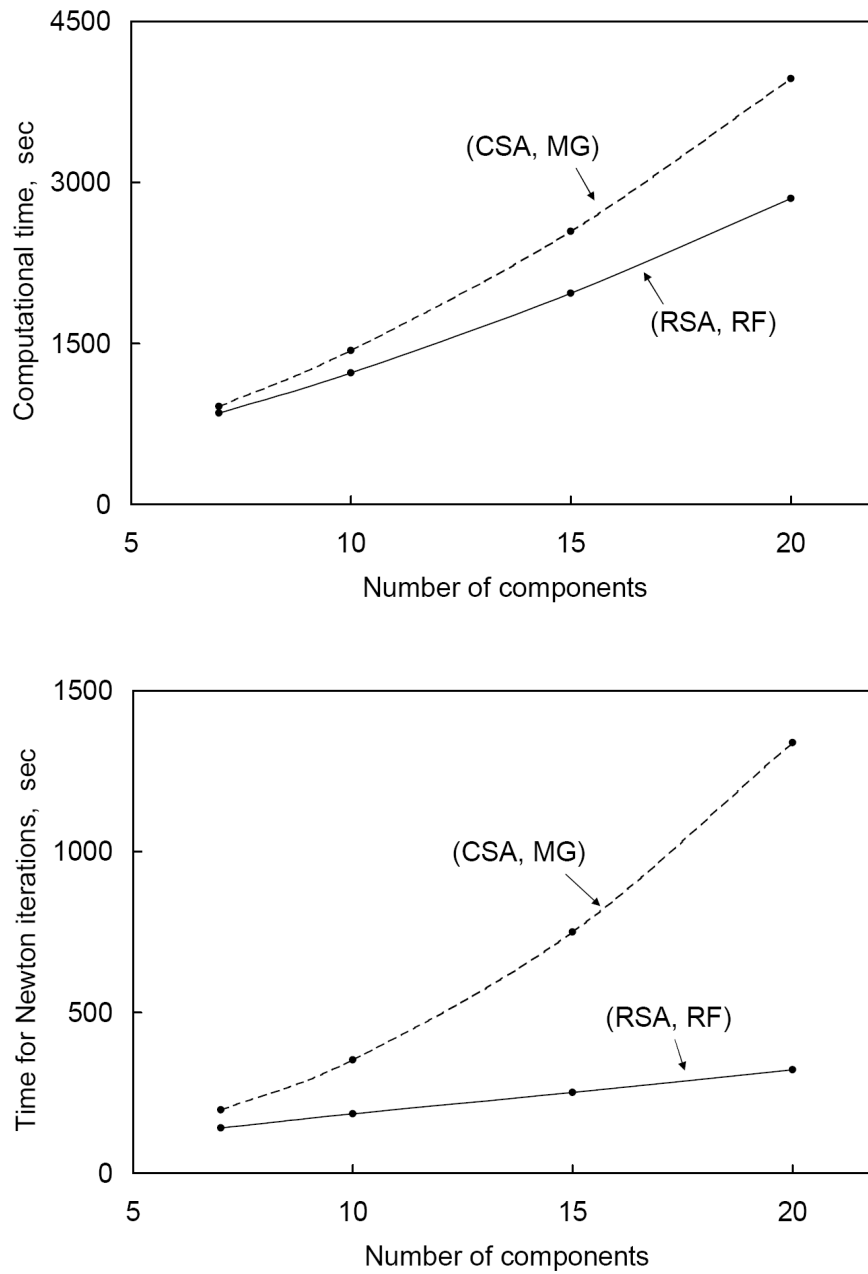 4500
3000
1500
0
Computational time, sec
(CSA, MG)
(RSA, RF)
5 10 15 20
Number of components
1500
1000
500
0
Time for Newton iterations, sec
(CSA, MG)
(RSA, RF)
5 10 15 20
Number of components